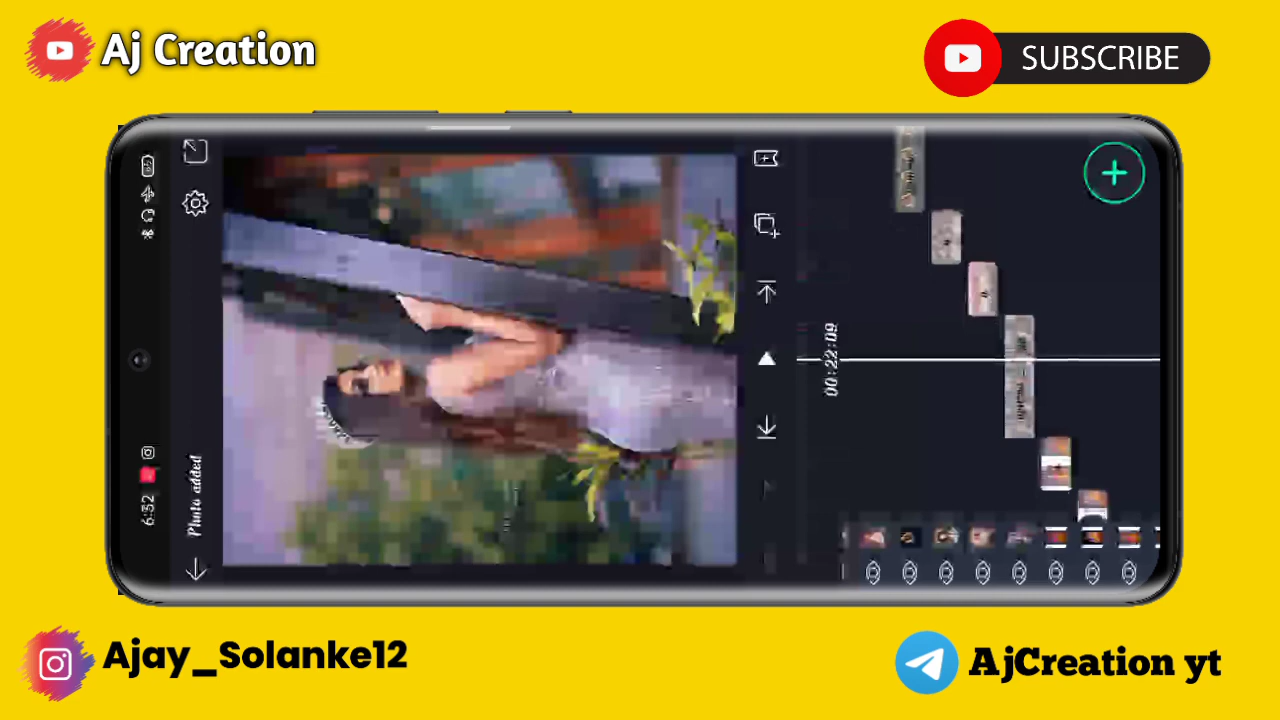 Aj Creation
SUBSCRIBE
6:32
Photo added
00:22:09
Ajay_Solanke12
AjCreation yt